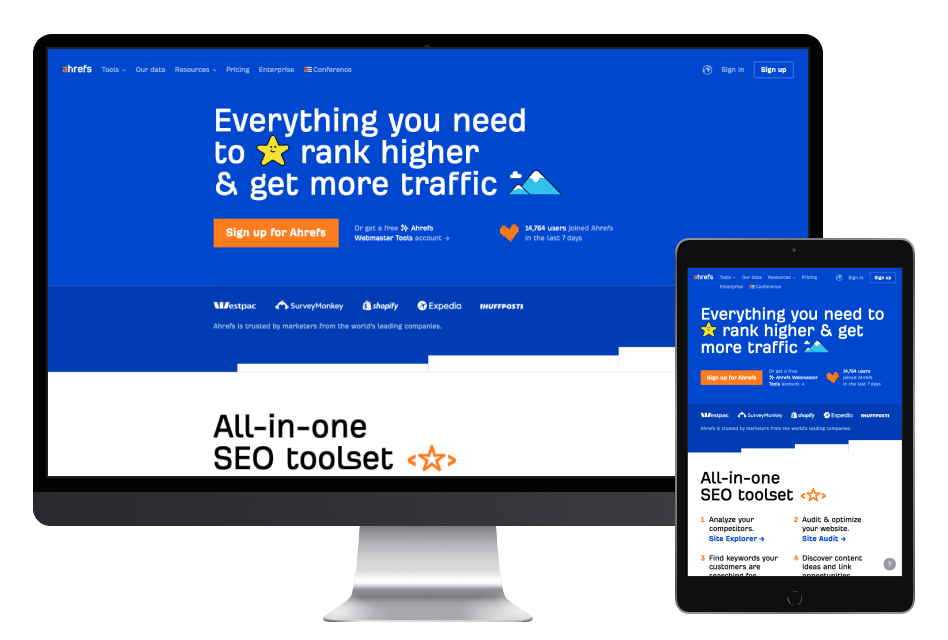 ahrefs Tools Our data Resources Pricing Enterprise Conference Sign in Sign up
Everything you need
to rank higher
& get more traffic
Sign up for Ahrefs
Or get a free Ahrefs
Webmaster Tools account →
14,764 users joined Ahrefs
in the last 7 days
Westpac SurveyMonkey shopify Expedia HUFFPOST
Ahrefs is trusted by marketers from the world's leading companies.
All-in-one
SEO toolset <☆>
ahrefs Tools Our data Resources Pricing Sign in Sign up
Enterprise Conference
Everything you need to
rank higher & get
more traffic
Sign up for Ahrefs
Or get a free
Ahrefs Webmaster
Tools account →
14,764 users
joined Ahrefs
in the last 7 days
Westpac SurveyMonkey shopify Expedia HUFFPOST
Ahrefs is trusted by marketers from the world's leading companies.
All-in-one
SEO toolset <☆>
1 Analyze your
competitors.
Site Explorer →
2 Audit & optimize
your website.
Site Audit →
3 Find keywords your
customers are
searching for
4 Discover content
ideas and link
opportunities
?